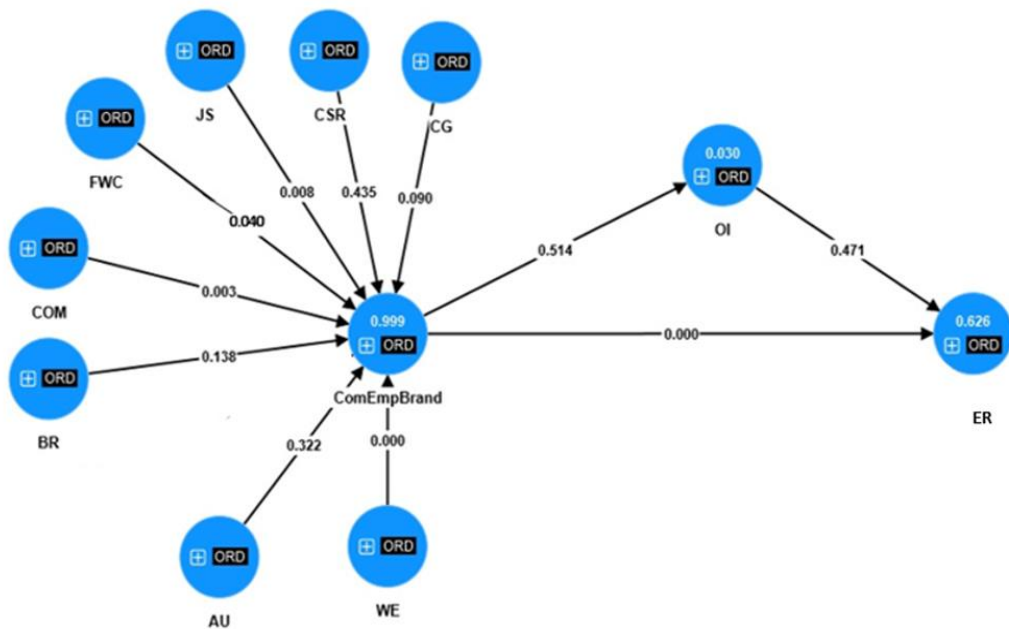 ORD
JS
ORD
CSR
ORD
CG
ORD
FWC
0.008
0.435
0.090
0.040
ORD
COM
0.003
0.030
ORD
OI
0.514
0.471
0.999
ORD
ComEmpBrand
0.000
0.626
ORD
ER
ORD
BR
0.138
0.322
0.000
ORD
AU
ORD
WE